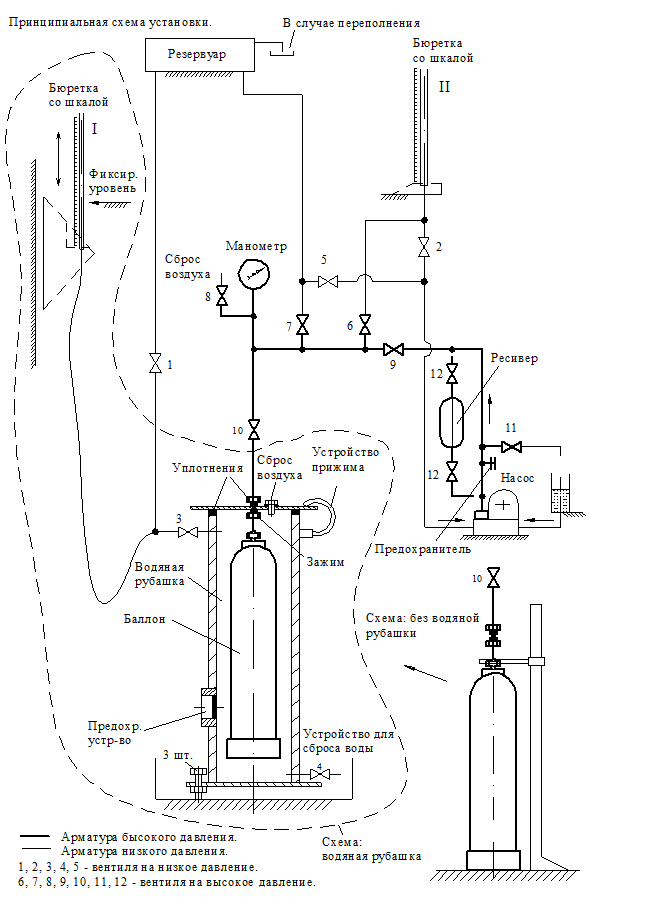 Принципиальная схема установки.
В случае переполнения
Резервуар
Бюретка
со шкалой
II
Бюретка
со шкалой
I
Фиксир.
уровень
Сброс
воздуха
Манометр
5
2
8
7
6
1
9
12
Ресивер
10
11
12
Уплотнения
Сброс
воздуха
Устройство
прижима
Насос
3
Предохранитель
Зажим
Водяная
рубашка
10
Баллон
Схема: без водяной
рубашки
Предохр.
устр-во
Устройство для
сброса воды
3 шт.
4
Арматура бысокого давления.
Арматура низкого давления.
Схема:
водяная рубашка
1, 2, 3, 4, 5 - вентиля на низкое давление.
6, 7, 8, 9, 10, 11, 12 - вентиля на высокое давление.